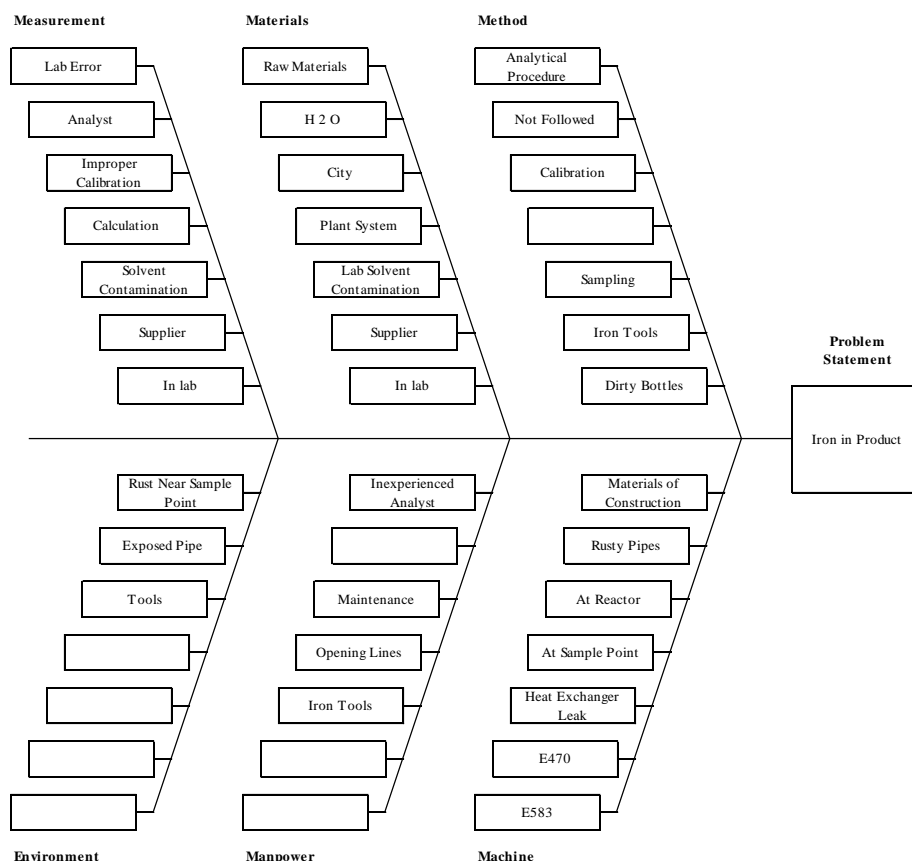 Measurement
Materials
Method
Lab Error
Raw Materials
Analytical
Procedure
Analyst
H 2 O
Not Followed
Improper
Calibration
City
Calibration
Calculation
Plant System
Solvent
Contamination
Lab Solvent
Contamination
Sampling
Supplier
Supplier
Iron Tools
In lab
In lab
Dirty Bottles
Problem
Statement
Iron in Product
Rust Near Sample
Point
Inexperienced
Analyst
Materials of
Construction
Exposed Pipe
Rusty Pipes
Tools
Maintenance
At Reactor
Opening Lines
At Sample Point
Iron Tools
Heat Exchanger
Leak
E470
E583
Environment
Manpower
Machine